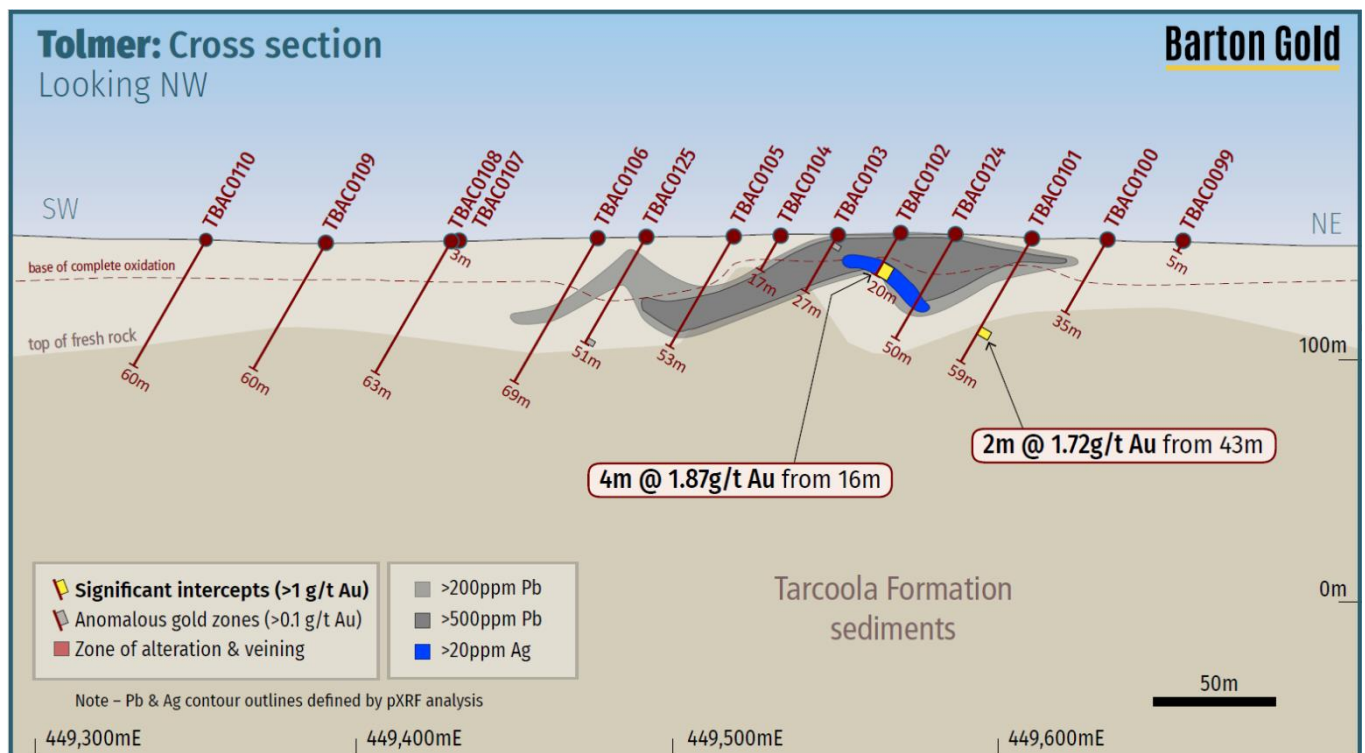 Tolmer: Cross section
Looking NW
Barton Gold
SW
NE
TBAC0110
TBAC0109
TBAC0108
TBAC0107
TBAC0106
TBAC0125
TBAC0105
TBAC0104
TBAC0103
TBAC0102
TBAC0124
TBAC0101
TBAC0100
TBAC0099
base of complete oxidation
top of fresh rock
60m
60m
63m
3m
69m
51m
53m
17m
27m
20m
50m
59m
35m
5m
100m
2m @ 1.72g/t Au from 43m
4m @ 1.87g/t Au from 16m
Significant intercepts (>1 g/t Au)
Anomalous gold zones (>0.1 g/t Au)
Zone of alteration & veining
>200ppm Pb
>500ppm Pb
>20ppm Ag
Tarcoola Formation
sediments
0m
50m
Note – Pb & Ag contour outlines defined by pXRF analysis
449,300mE
449,400mE
449,500mE
449,600mE